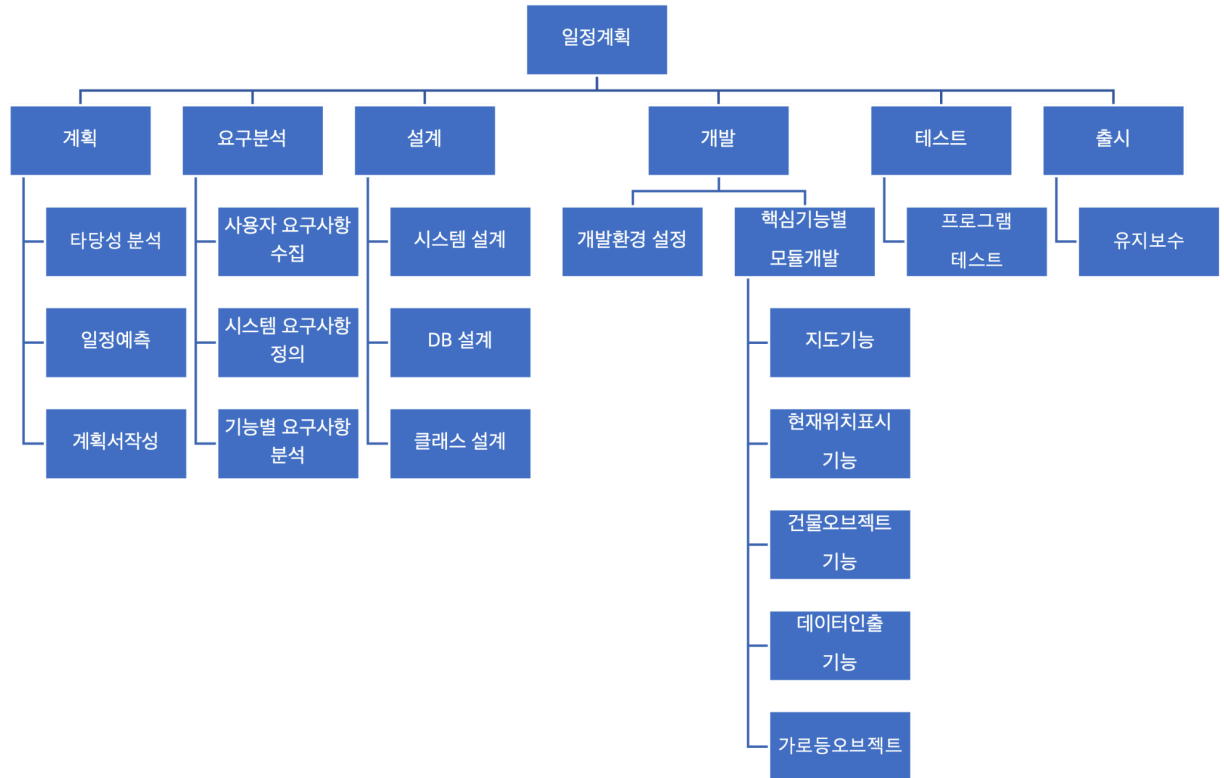 일정계획
계획
요구분석
설계
개발
테스트
출시
타당성 분석
사용자 요구사항
수집
시스템 설계
개발환경 설정
핵심기능별
모듈개발
프로그램
테스트
유지보수
일정예측
시스템 요구사항
정의
DB 설계
지도기능
계획서작성
기능별 요구사항
분석
클래스 설계
현재위치표시
기능
건물오브젝트
기능
데이터인출
기능
가로등오브젝트